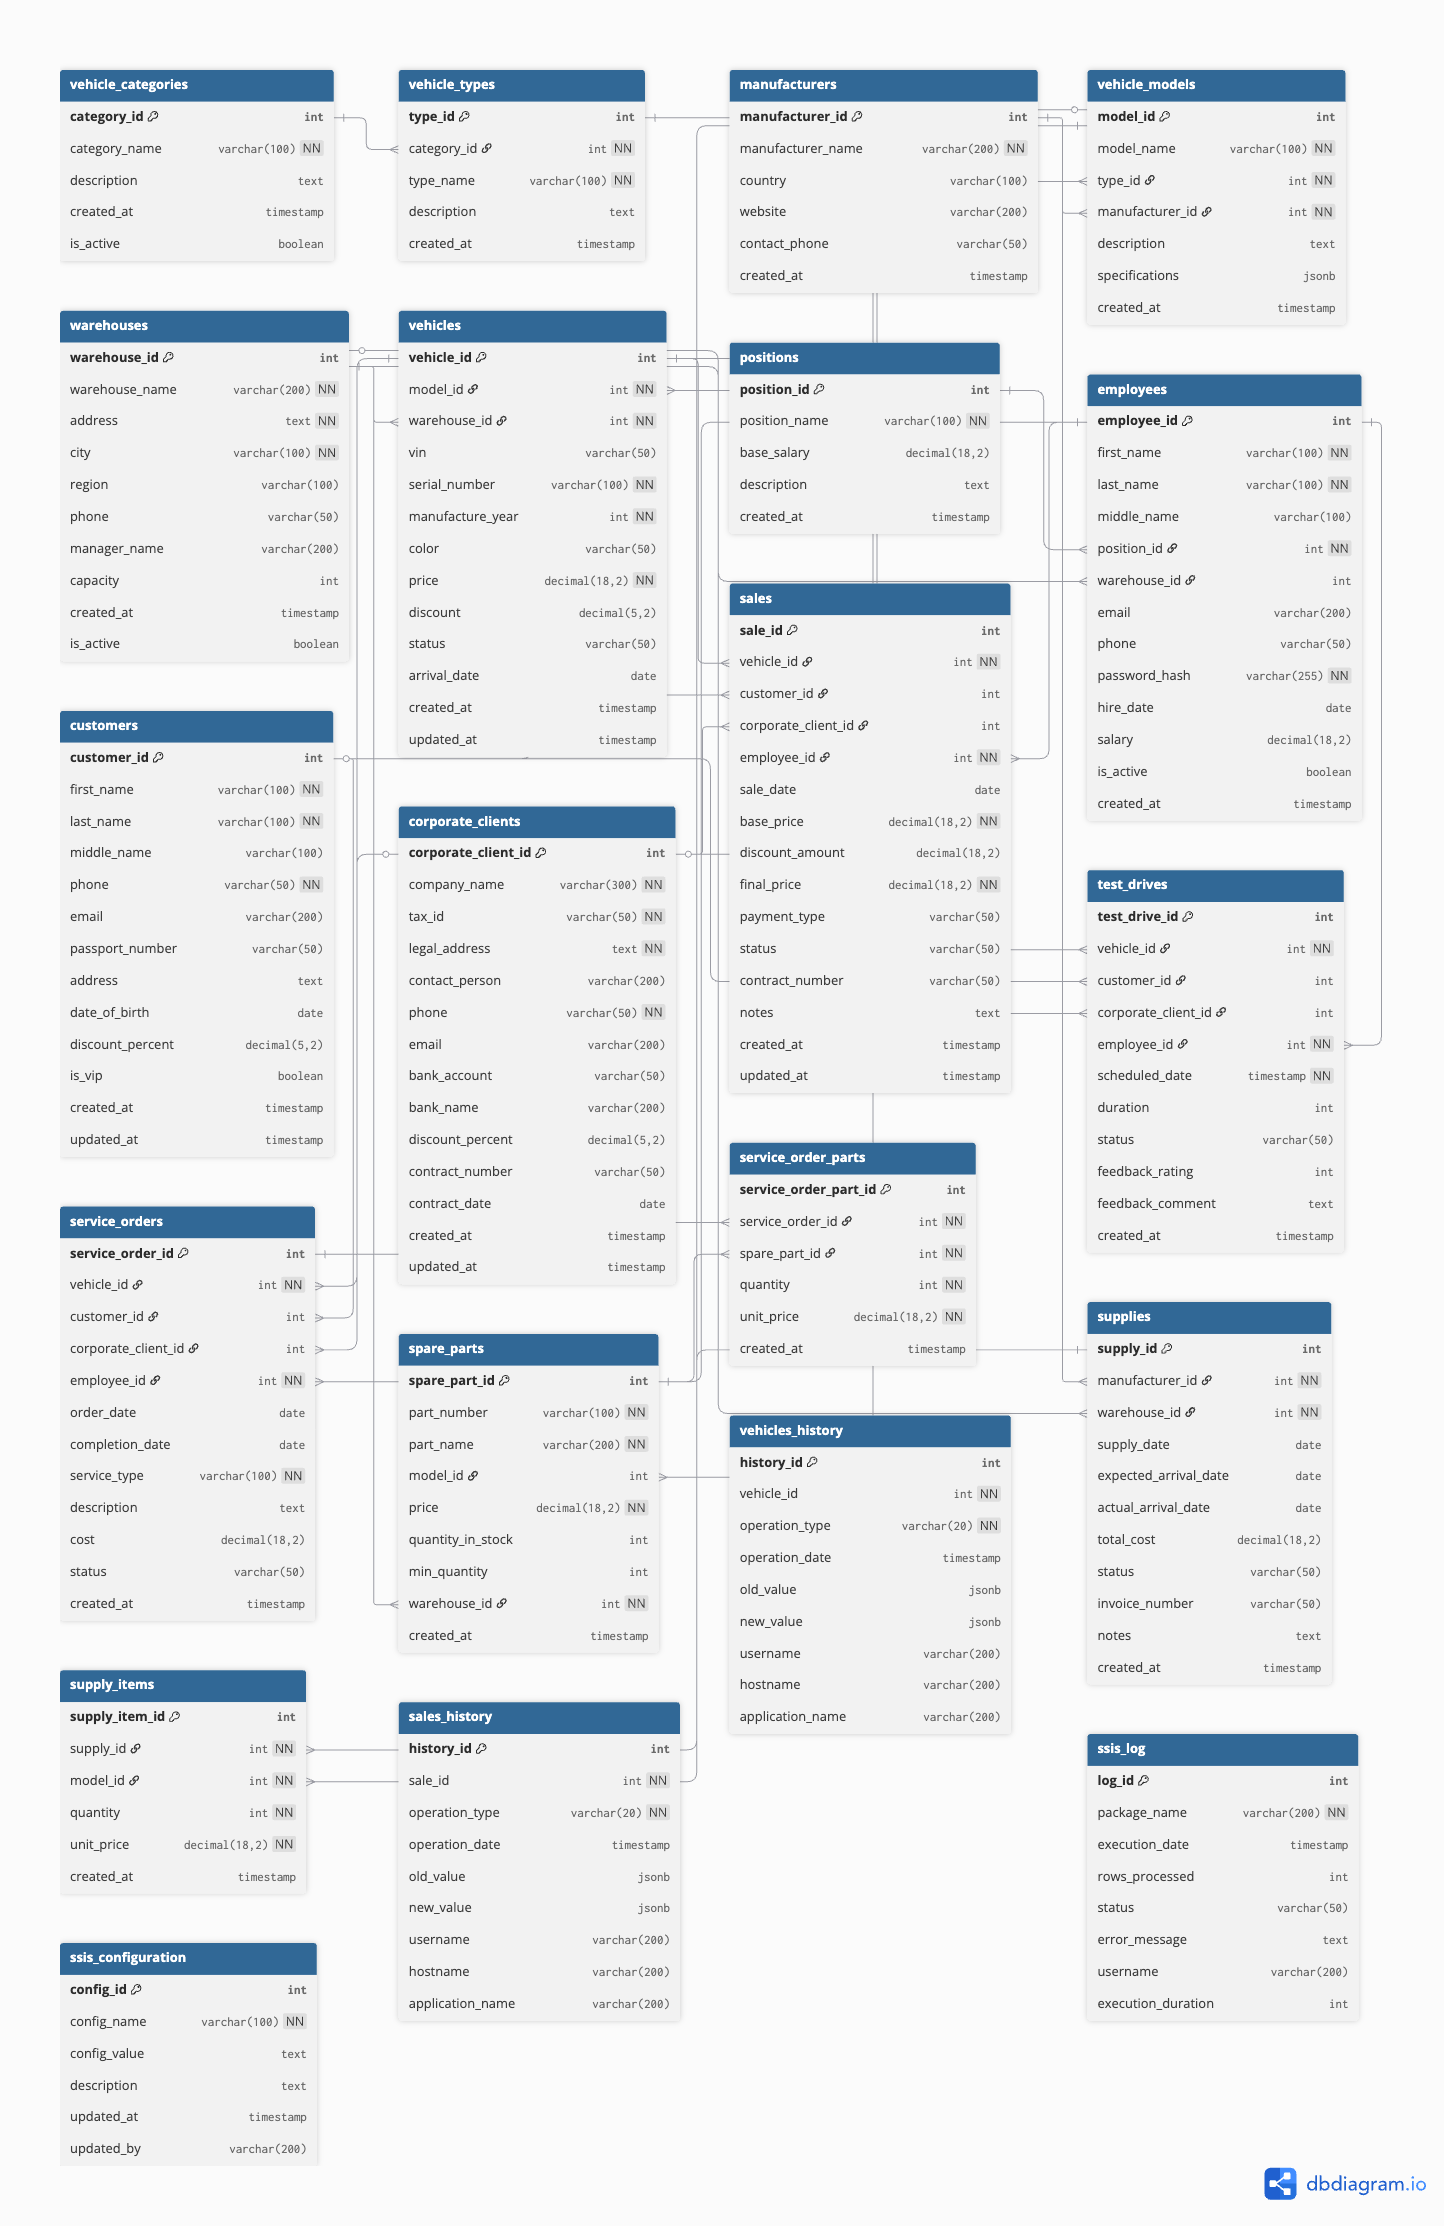 vehicle_categories
category_id int
category_name varchar(100) NN
description text
created_at timestamp
is_active boolean
vehicle_types
type_id int
category_id int NN
type_name varchar(100) NN
description text
created_at timestamp
manufacturers
manufacturer_id int
manufacturer_name varchar(200) NN
country varchar(100)
website varchar(200)
contact_phone varchar(50)
created_at timestamp
vehicle_models
model_id int
model_name varchar(100) NN
type_id int NN
manufacturer_id int NN
description text
specifications jsonb
created_at timestamp
warehouses
warehouse_id int
warehouse_name varchar(200) NN
address text NN
city varchar(100) NN
region varchar(100)
phone varchar(50)
manager_name varchar(200)
capacity int
created_at timestamp
is_active boolean
vehicles
vehicle_id int
model_id int NN
warehouse_id int NN
vin varchar(50)
serial_number varchar(100) NN
manufacture_year int NN
color varchar(50)
price decimal(18,2) NN
discount decimal(5,2)
status varchar(50)
arrival_date date
created_at timestamp
updated_at timestamp
positions
position_id int
position_name varchar(100) NN
base_salary decimal(18,2)
description text
created_at timestamp
employees
employee_id int
first_name varchar(100) NN
last_name varchar(100) NN
middle_name varchar(100)
position_id int NN
warehouse_id int
email varchar(200)
phone varchar(50)
password_hash varchar(255) NN
hire_date date
salary decimal(18,2)
is_active boolean
created_at timestamp
sales
sale_id int
vehicle_id int NN
customer_id int
corporate_client_id int
employee_id int NN
sale_date date
base_price decimal(18,2) NN
discount_amount decimal(18,2)
final_price decimal(18,2) NN
payment_type varchar(50)
status varchar(50)
contract_number varchar(50)
notes text
created_at timestamp
updated_at timestamp
customers
customer_id int
first_name varchar(100) NN
last_name varchar(100) NN
middle_name varchar(100)
phone varchar(50) NN
email varchar(200)
passport_number varchar(50)
address text
date_of_birth date
discount_percent decimal(5,2)
is_vip boolean
created_at timestamp
updated_at timestamp
corporate_clients
corporate_client_id int
company_name varchar(300) NN
tax_id varchar(50) NN
legal_address text NN
contact_person varchar(200)
phone varchar(50) NN
email varchar(200)
bank_account varchar(50)
bank_name varchar(200)
discount_percent decimal(5,2)
contract_number varchar(50)
contract_date date
created_at timestamp
updated_at timestamp
test_drives
test_drive_id int
vehicle_id int NN
customer_id int
corporate_client_id int
employee_id int NN
scheduled_date timestamp NN
duration int
status varchar(50)
feedback_rating int
feedback_comment text
created_at timestamp
service_order_parts
service_order_part_id int
service_order_id int NN
spare_part_id int NN
quantity int NN
unit_price decimal(18,2) NN
created_at timestamp
service_orders
service_order_id int
vehicle_id int NN
customer_id int
corporate_client_id int
employee_id int NN
order_date date
completion_date date
service_type varchar(100) NN
description text
cost decimal(18,2)
status varchar(50)
created_at timestamp
spare_parts
spare_part_id int
part_number varchar(100) NN
part_name varchar(200) NN
model_id int
price decimal(18,2) NN
quantity_in_stock int
min_quantity int
warehouse_id int NN
created_at timestamp
supplies
supply_id int
manufacturer_id int NN
warehouse_id int NN
supply_date date
expected_arrival_date date
actual_arrival_date date
total_cost decimal(18,2)
status varchar(50)
invoice_number varchar(50)
notes text
created_at timestamp
vehicles_history
history_id int
vehicle_id int NN
operation_type varchar(20) NN
operation_date timestamp
old_value jsonb
new_value jsonb
username varchar(200)
hostname varchar(200)
application_name varchar(200)
supply_items
supply_item_id int
supply_id int NN
model_id int NN
quantity int NN
unit_price decimal(18,2) NN
created_at timestamp
sales_history
history_id int
sale_id int NN
operation_type varchar(20) NN
operation_date timestamp
old_value jsonb
new_value jsonb
username varchar(200)
hostname varchar(200)
application_name varchar(200)
ssis_log
log_id int
package_name varchar(200) NN
execution_date timestamp
rows_processed int
status varchar(50)
error_message text
username varchar(200)
execution_duration int
ssis_configuration
config_id int
config_name varchar(100) NN
config_value text
description text
updated_at timestamp
updated_by varchar(200)
dbdiagram.io